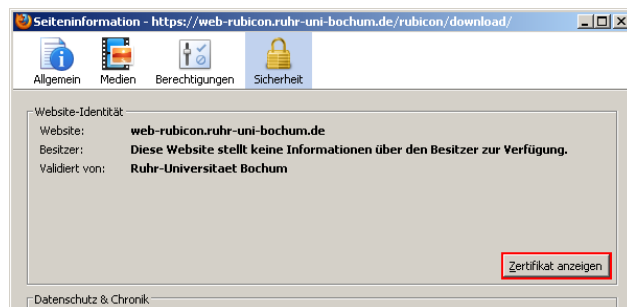 Seiteninformation - https://web-rubicon.ruhr-uni-bochum.de/rubicon/download/
Allgemein Medien Berechtigungen Sicherheit
Website-Identität
Website: web-rubicon.ruhr-uni-bochum.de
Besitzer: Diese Website stellt keine Informationen über den Besitzer zur Verfügung.
Validiert von: Ruhr-Universitaet Bochum
Zertifikat anzeigen
Datenschutz & Chronik